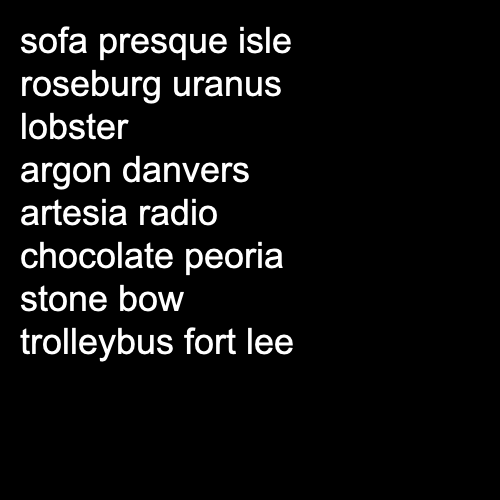 sofa presque isle
roseburg uranus
lobster
argon danvers
artesia radio
chocolate peoria
stone bow
trolleybus fort lee